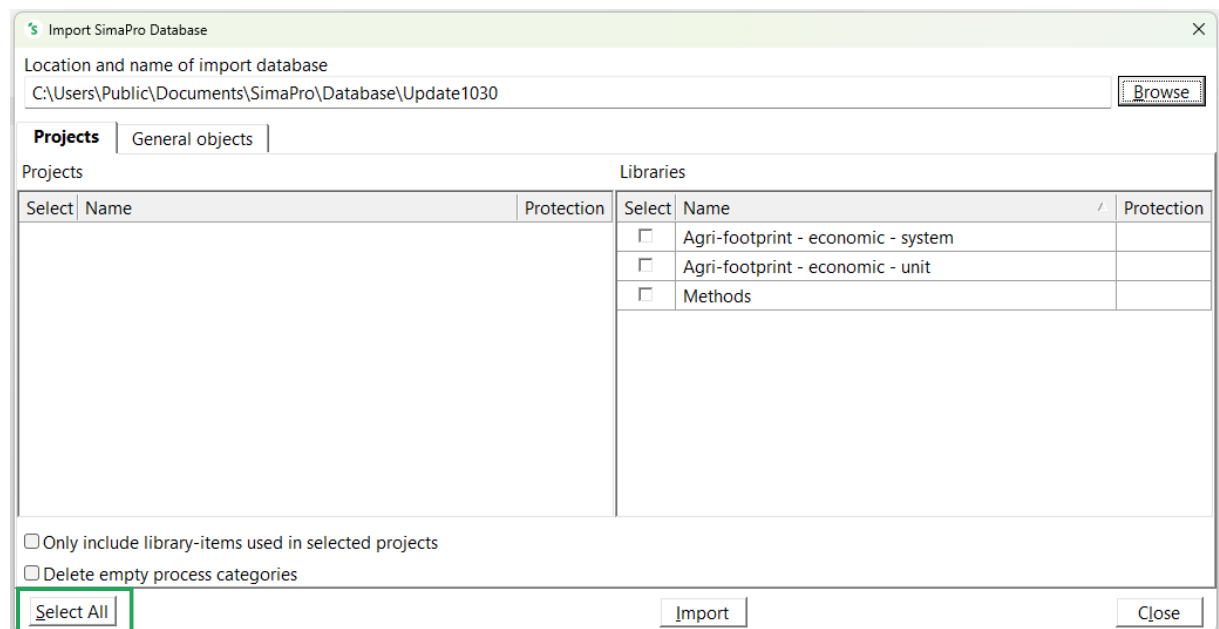 Import SimaPro Database
Location and name of import database
C:\Users\Public\Documents\SimaPro\Database\Update1030
Browse
Projects General objects
Projects Libraries
Select Name Protection Select Name Protection
Agri-footprint - economic - system
Agri-footprint - economic - unit
Methods
Only include library-items used in selected projects
Delete empty process categories
Select All Import Close